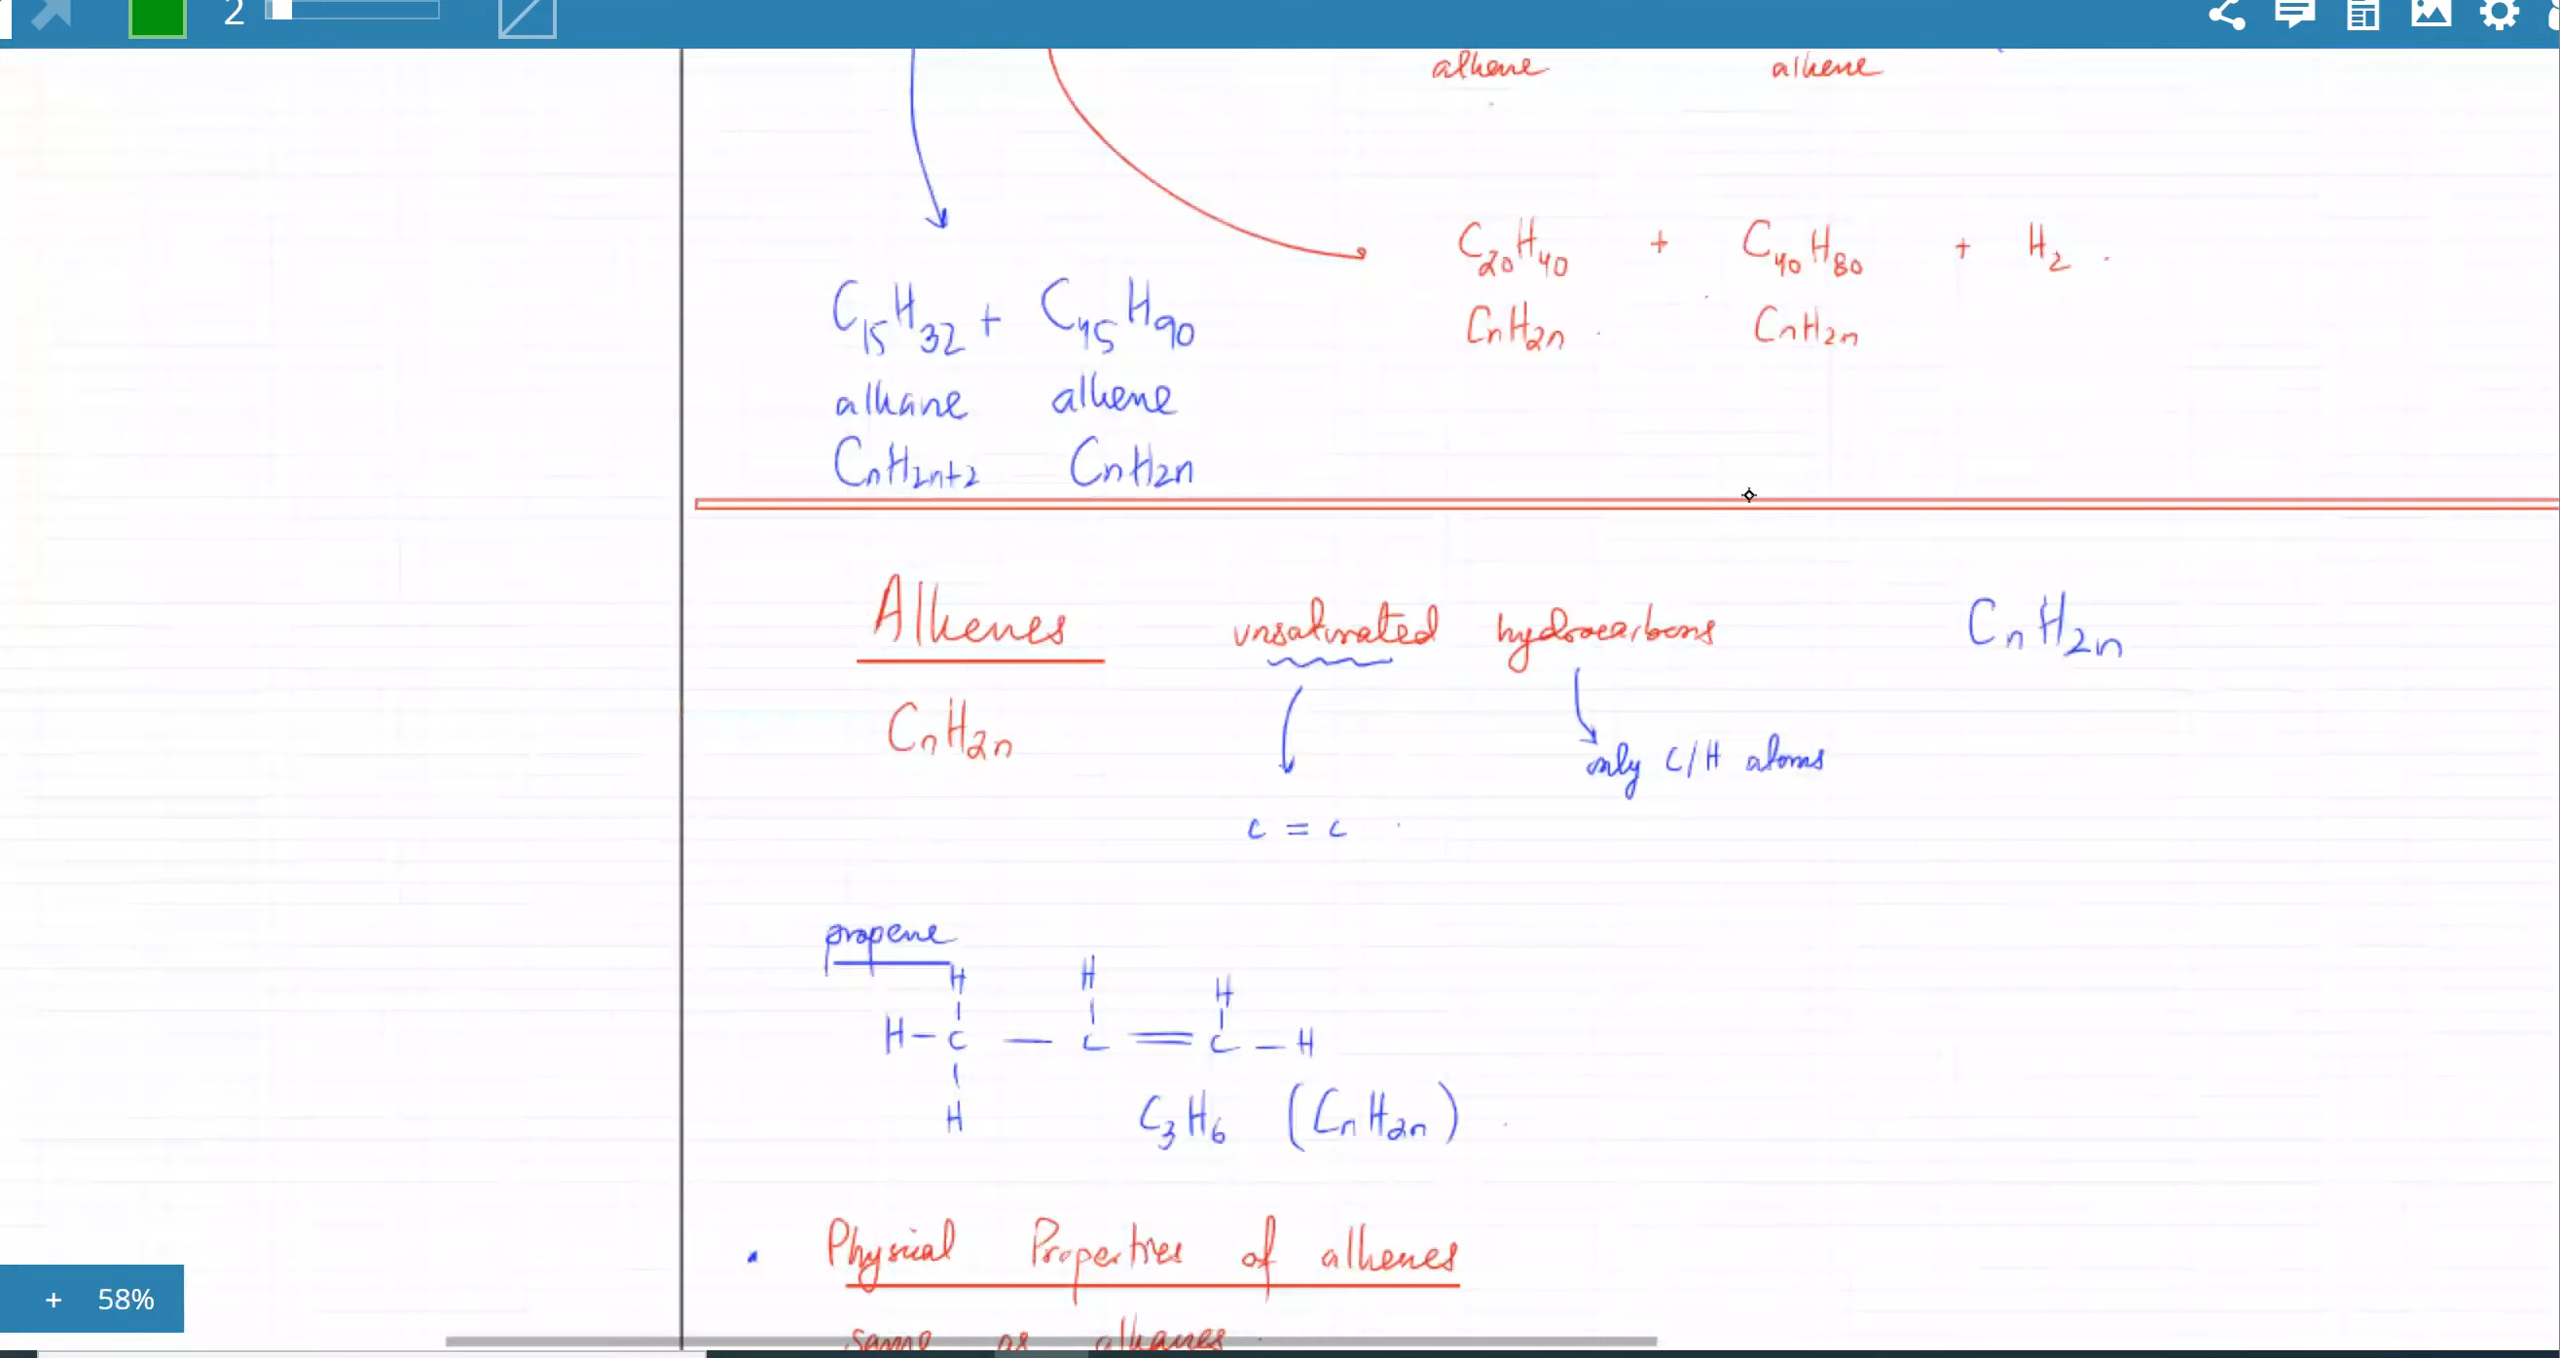 2
alkene alkene
C₂₀H₄₀ + C₄₀H₈₀ + H₂
CnH2n CnH2n
C₁₅H₃₂ + C₄₅H₉₀
alkane alkene
CnH2n+2 CnH2n
Alkenes unsaturated hydrocarbons CnH2n
CnH2n
only C/H atoms
C = C
propene
H H H
H-C — C = C - H
H
C₃H₆ (CnH2n)
• Physical Properties of alkenes
same as alkanes
+ 58%